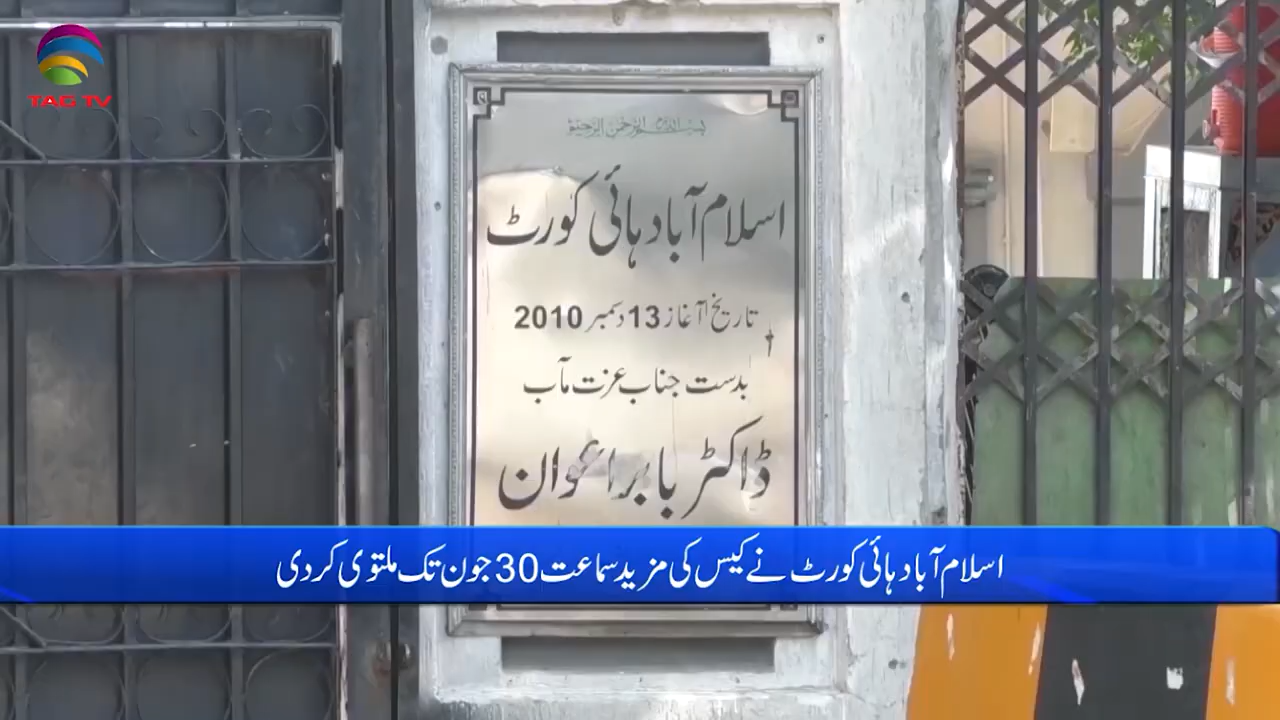 TAG TV
بسم اللہ الرحمن الرحیم
اسلام آباد ہائی کورٹ
تاریخ آغاز 13 دسمبر 2010
بدست جناب عزت مآب
ڈاکٹر بابر اعوان
اسلام آباد ہائی کورٹ نے کیس کی مزید سماعت 30 جون تک ملتوی کر دی